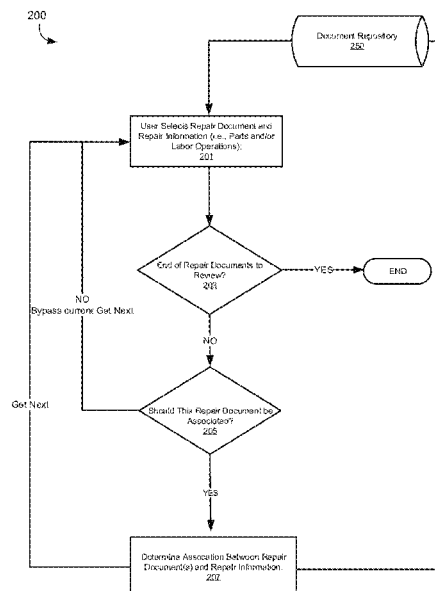 200
Document Repository
250
User Selects Repair Document and
Repair Information (i.e., Parts and/or
Labor Operations);
201
End of Repair Documents to
Review?
203
YES
END
NO
Bypass current Get Next
NO
Get Next
Should This Repair Document be
Associated?
205
YES
Determine Association Between Repair
Document(s) and Repair Information.
207